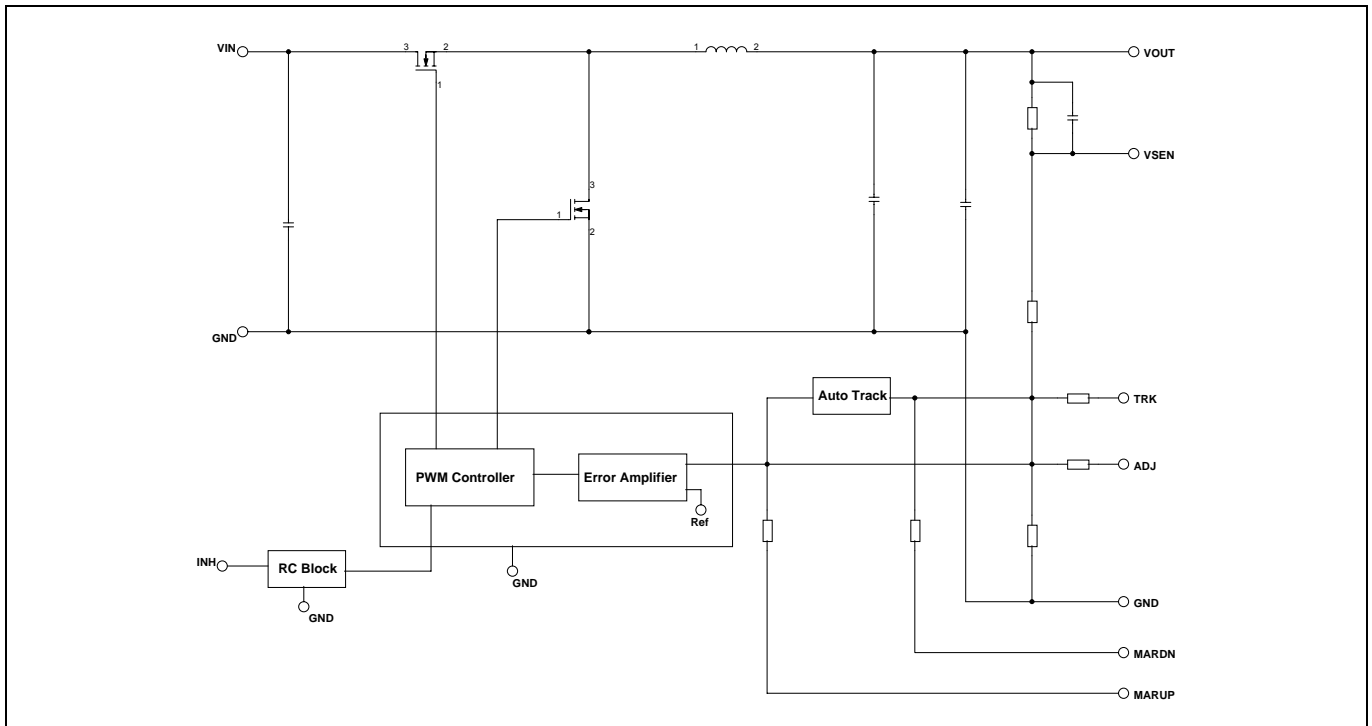 VIN
3
2
1
1
2
VOUT
VSEN
3
1
2
GND
Auto Track
TRK
PWM Controller
Error Amplifier
ADJ
Ref
INH
RC Block
GND
GND
GND
MARDN
MARUP